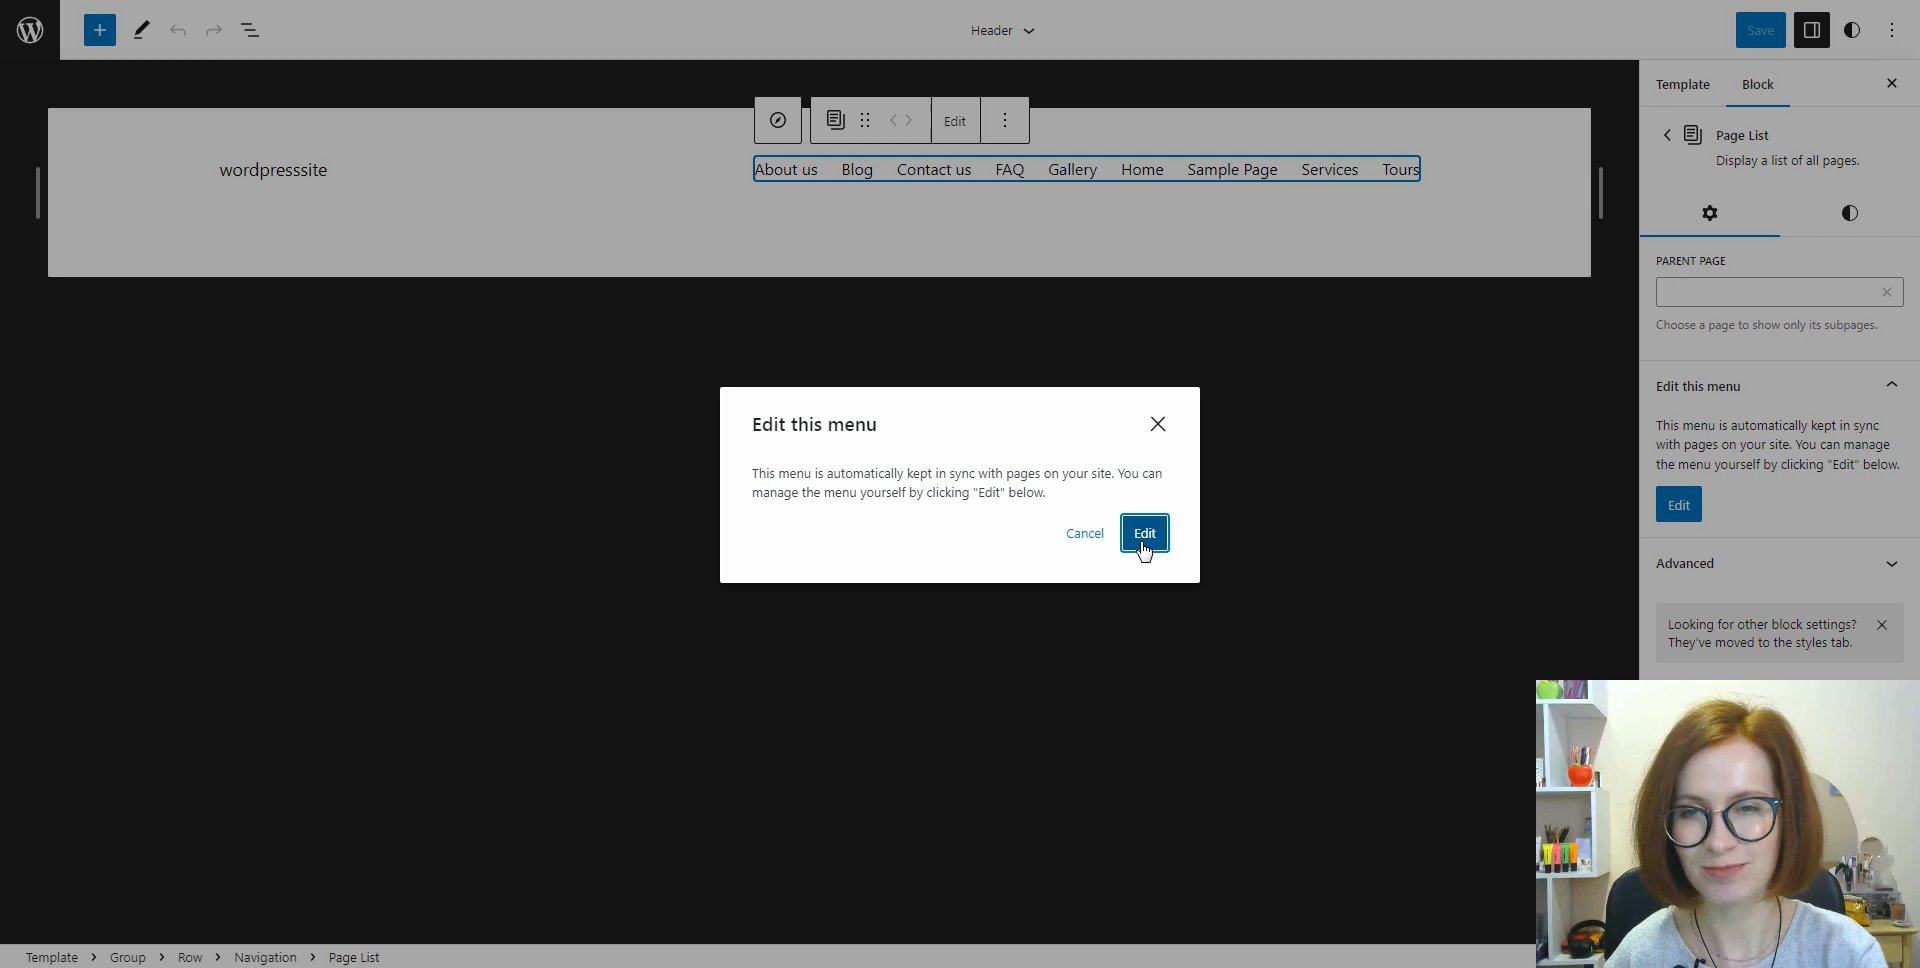 Header
Save
Edit
wordpresssite
About us Blog Contact us FAQ Gallery Home Sample Page Services Tours
Edit this menu
This menu is automatically kept in sync with pages on your site. You can
manage the menu yourself by clicking "Edit" below.
Cancel Edit
Template Block
Page List
Display a list of all pages.
PARENT PAGE
Choose a page to show only its subpages.
Edit this menu
This menu is automatically kept in sync
with pages on your site. You can manage
the menu yourself by clicking "Edit" below.
Edit
Advanced
Looking for other block settings?
They've moved to the styles tab.
Template > Group > Row > Navigation > Page List